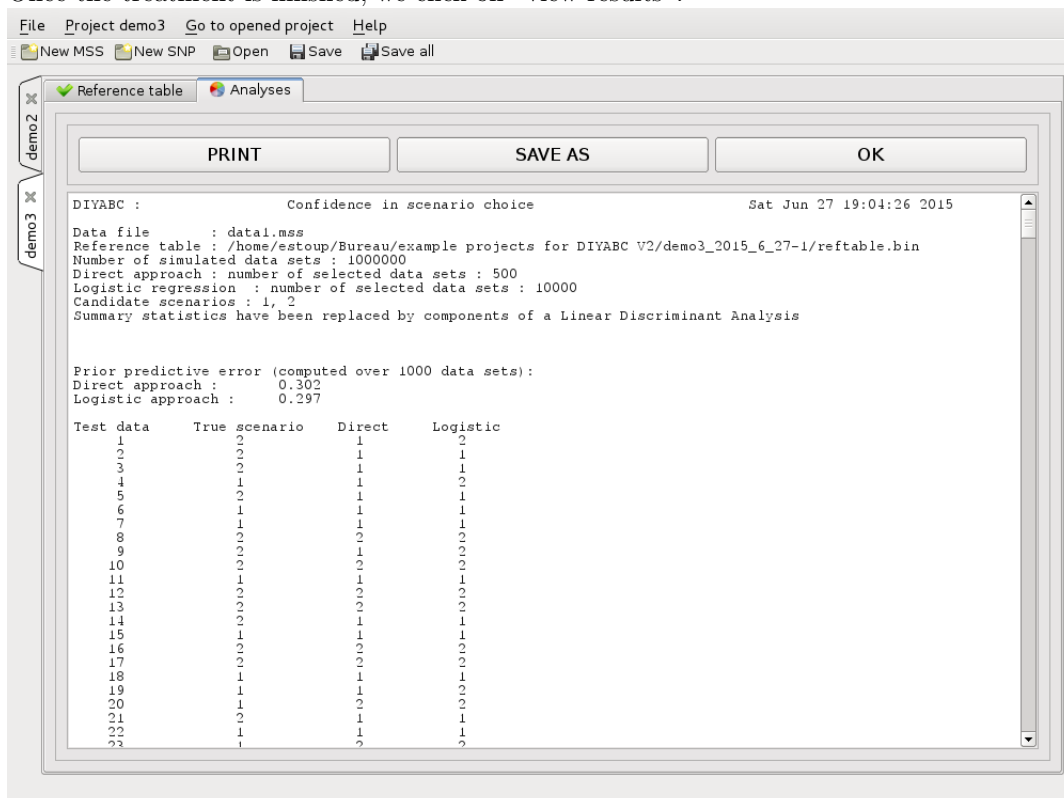 Once the treatment is finished, we click on "view results".
File Project demo3 Go to opened project Help
New MSS New SNP Open Save Save all
demo2
demo3
Reference table Analyses
PRINT SAVE AS OK
DIYABC : Confidence in scenario choice Sat Jun 27 19:04:26 2015
Data file : data1.mss
Reference table : /home/estoup/Bureau/example projects for DIYABC V2/demo3_2015_6_27-1/reftable.bin
Number of simulated data sets : 1000000
Direct approach : number of selected data sets : 500
Logistic regression : number of selected data sets : 10000
Candidate scenarios : 1, 2
Summary statistics have been replaced by components of a Linear Discriminant Analysis
Prior predictive error (computed over 1000 data sets):
Direct approach : 0.302
Logistic approach : 0.297
Test data True scenario Direct Logistic
1 2 1 2
2 2 1 1
3 2 1 1
4 1 1 2
5 2 1 1
6 1 1 1
7 1 1 1
8 2 2 2
9 2 1 2
10 2 2 2
11 1 1 1
12 2 2 2
13 2 2 2
14 2 1 1
15 1 1 1
16 2 2 2
17 2 2 2
18 1 1 1
19 1 1 2
20 1 2 2
21 2 1 1
22 1 1 1
23 1 2 2